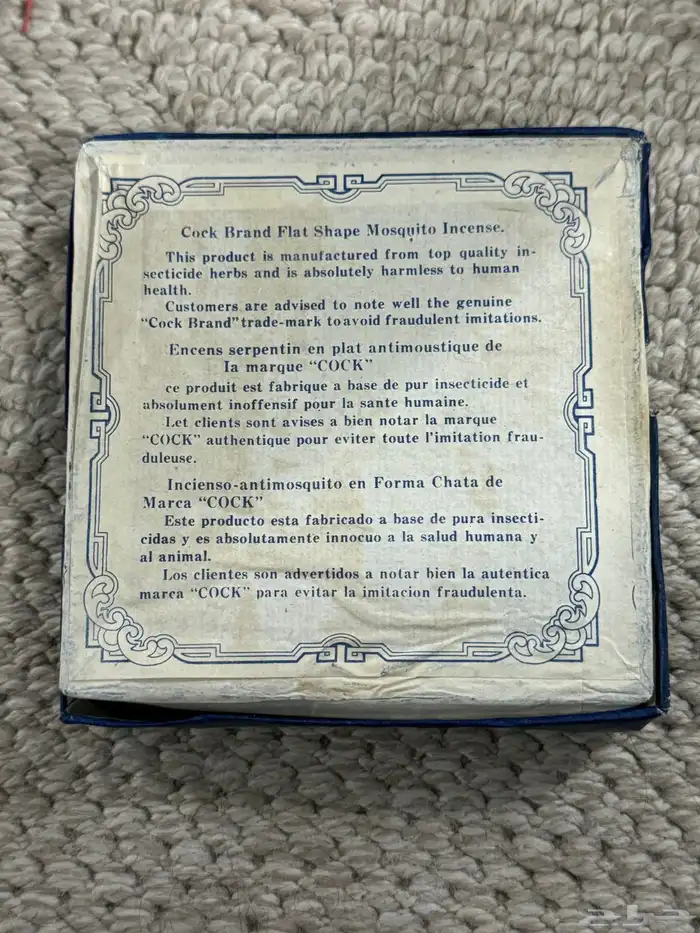 Cock Brand Flat Shape Mosquito Incense.
This product is manufactured from top quality in-
secticide herbs and is absolutely harmless to human
health.
Customers are advised to note well the genuine
“Cock Brand” trade-mark to avoid fraudulent imitations.
Encens serpentin en plat antimoustique de
Ia marque “COCK”
ce produit est fabrique a base de pur insecticide et
absolument inoffensif pour la sante humaine.
Let clients sont avises a bien notar la marque
“COCK” authentique pour eviter toute l'imitation frau-
duleuse.
Incienso-antimosquito en Forma Chata de
Marca “COCK”
Este producto esta fabricado a base de pura insecti-
cidas y es absolutamente innocuo a la salud humana y
al animal.
Los clientes son advertidos a notar bien la autentica
marca “COCK” para evitar la imitacion fraudulenta.
حراج